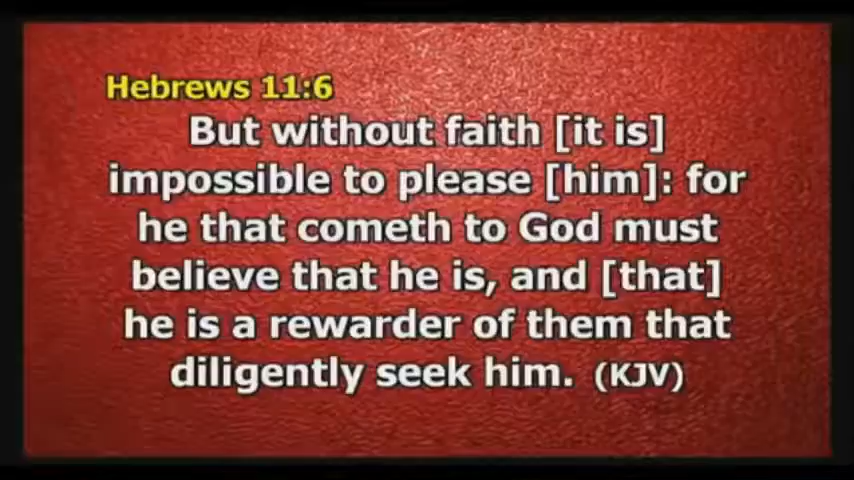 Hebrews 11:6
But without faith [it is]
impossible to please [him]: for
he that cometh to God must
believe that he is, and [that]
he is a rewarder of them that
diligently seek him. (KJV)